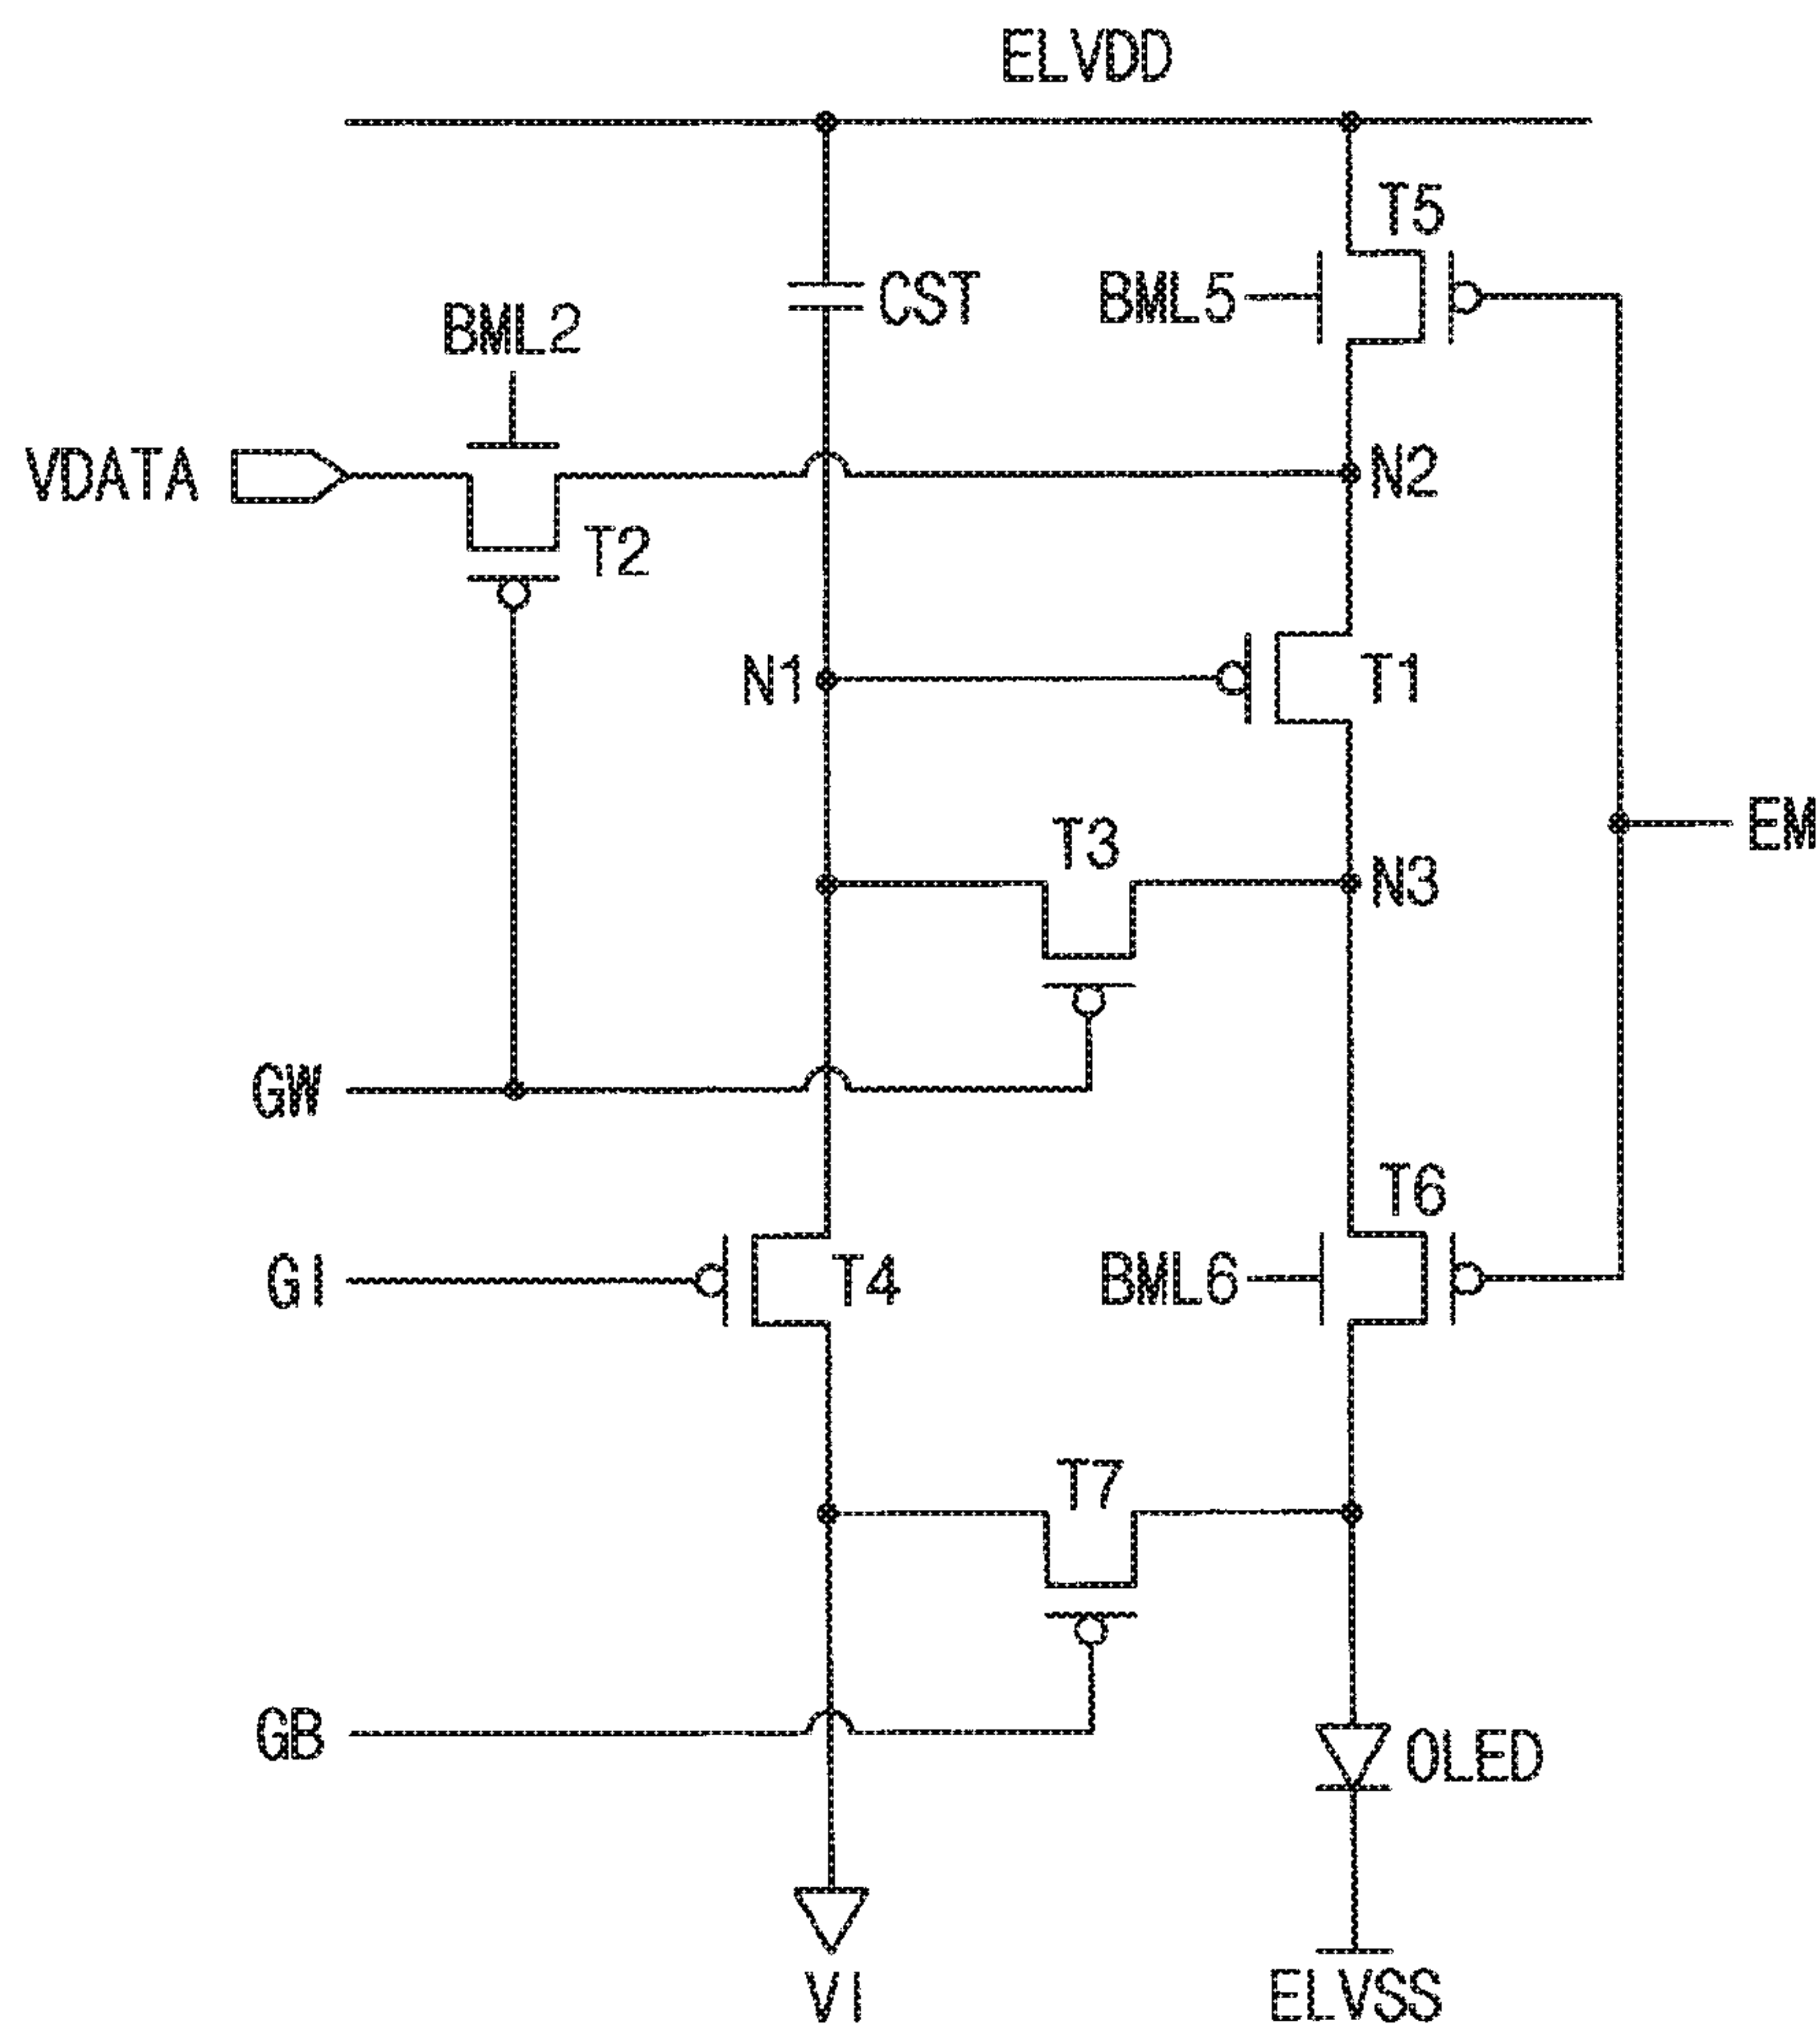 ELVDD
T5
CST
BML5
BML2
VDATA
N2
T2
N1
T1
T3
EM
N3
GW
T6
GI
T4
BML6
T7
GB
OLED
VI
ELVSS